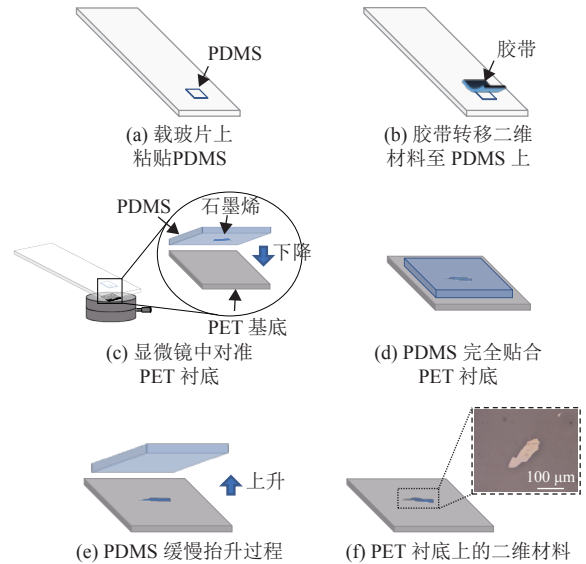 PDMS
(a) 载玻片上
粘贴PDMS
胶带
(b) 胶带转移二维
材料至 PDMS 上
PDMS
石墨烯
下降
PET 基底
(c) 显微镜中对准
PET 衬底
(d) PDMS 完全贴合
PET 衬底
上升
(e) PDMS 缓慢抬升过程
100 μm
(f) PET 衬底上的二维材料